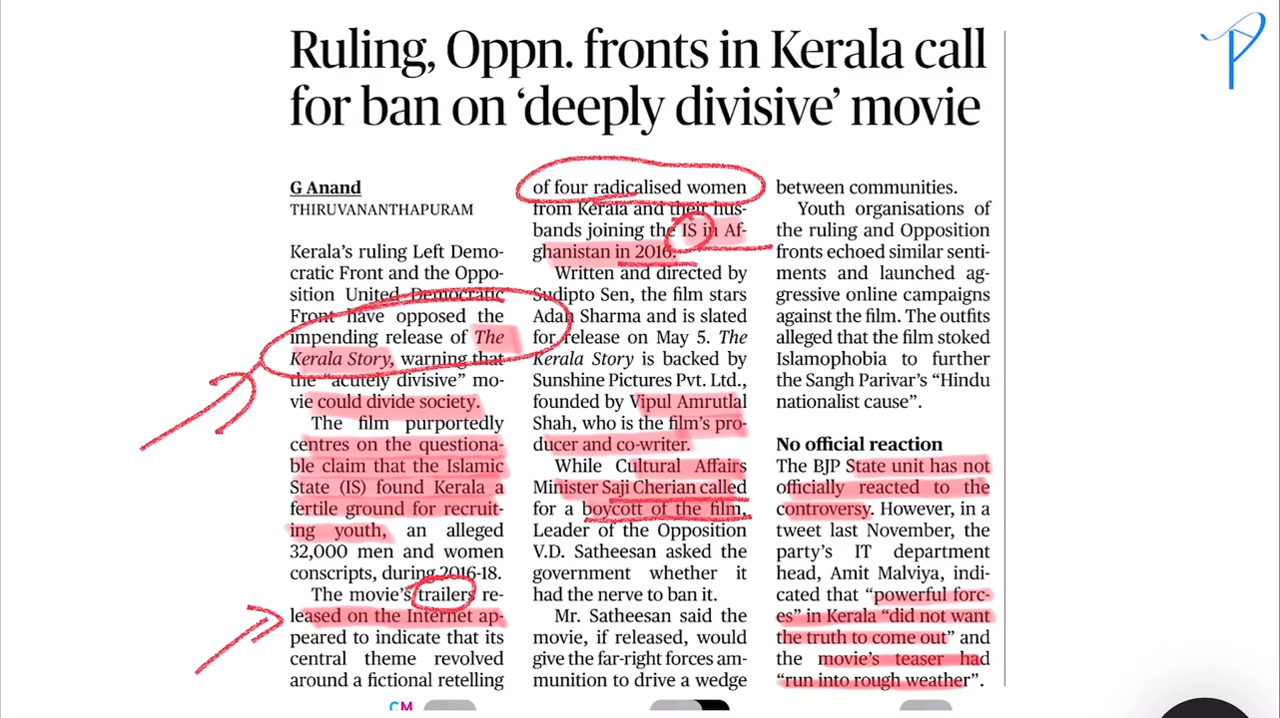 Ruling, Oppn. fronts in Kerala call
for ban on ‘deeply divisive’ movie
G Anand
THIRUVANANTHAPURAM
Kerala’s ruling Left Demo-
cratic Front and the Oppo-
sition United Democratic
Front have opposed the
impending release of The
Kerala Story, warning that
the “acutely divisive” mo-
vie could divide society.
The film purportedly
centres on the questiona-
ble claim that the Islamic
State (IS) found Kerala a
fertile ground for recruit-
ing youth, an alleged
32,000 men and women
conscripts, during 2016-18.
The movie’s trailers re-
leased on the Internet ap-
peared to indicate that its
central theme revolved
around a fictional retelling
of four radicalised women
from Kerala and their hus-
bands joining the IS in Af-
ghanistan in 2016.
Written and directed by
Sudipto Sen, the film stars
Adah Sharma and is slated
for release on May 5. The
Kerala Story is backed by
Sunshine Pictures Pvt. Ltd.,
founded by Vipul Amrutlal
Shah, who is the film’s pro-
ducer and co-writer.
While Cultural Affairs
Minister Saji Cherian called
for a boycott of the film,
Leader of the Opposition
V.D. Satheesan asked the
government whether it
had the nerve to ban it.
Mr. Satheesan said the
movie, if released, would
give the far-right forces am-
munition to drive a wedge
between communities.
Youth organisations of
the ruling and Opposition
fronts echoed similar senti-
ments and launched ag-
gressive online campaigns
against the film. The outfits
alleged that the film stoked
Islamophobia to further
the Sangh Parivar’s “Hindu
nationalist cause”.
No official reaction
The BJP State unit has not
officially reacted to the
controversy. However, in a
tweet last November, the
party’s IT department
head, Amit Malviya, indi-
cated that “powerful forc-
es” in Kerala “did not want
the truth to come out” and
the movie’s teaser had
“run into rough weather”.
CM
P